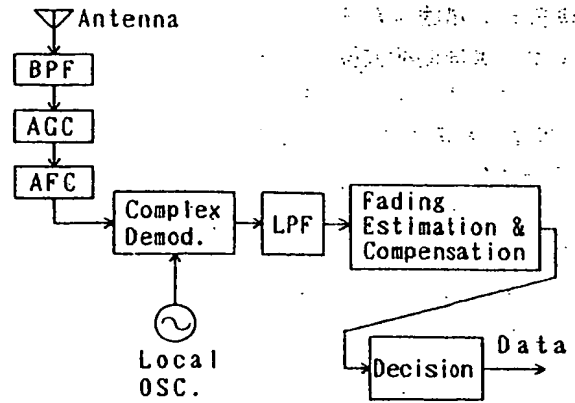 Antenna
BPF
AGC
AFC
Complex
Demod.
LPF
Fading
Estimation &
Compensation
Local
OSC.
Decision
Data